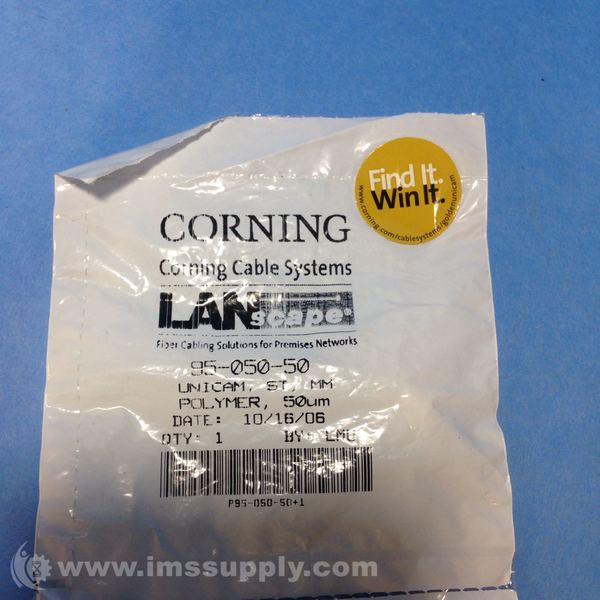 Find It.
Win It.
www.corning.com/cablesystems/goldenunicam
CORNING
Corning Cable Systems
LANscape®
Fiber Cabling Solutions for Premises Networks
95-050-50
UNICAM, ST, MM
POLYMER, 50um
DATE: 10/16/06
QTY: 1 BY: LMG
P95-050-50+1
www.imssupply.com